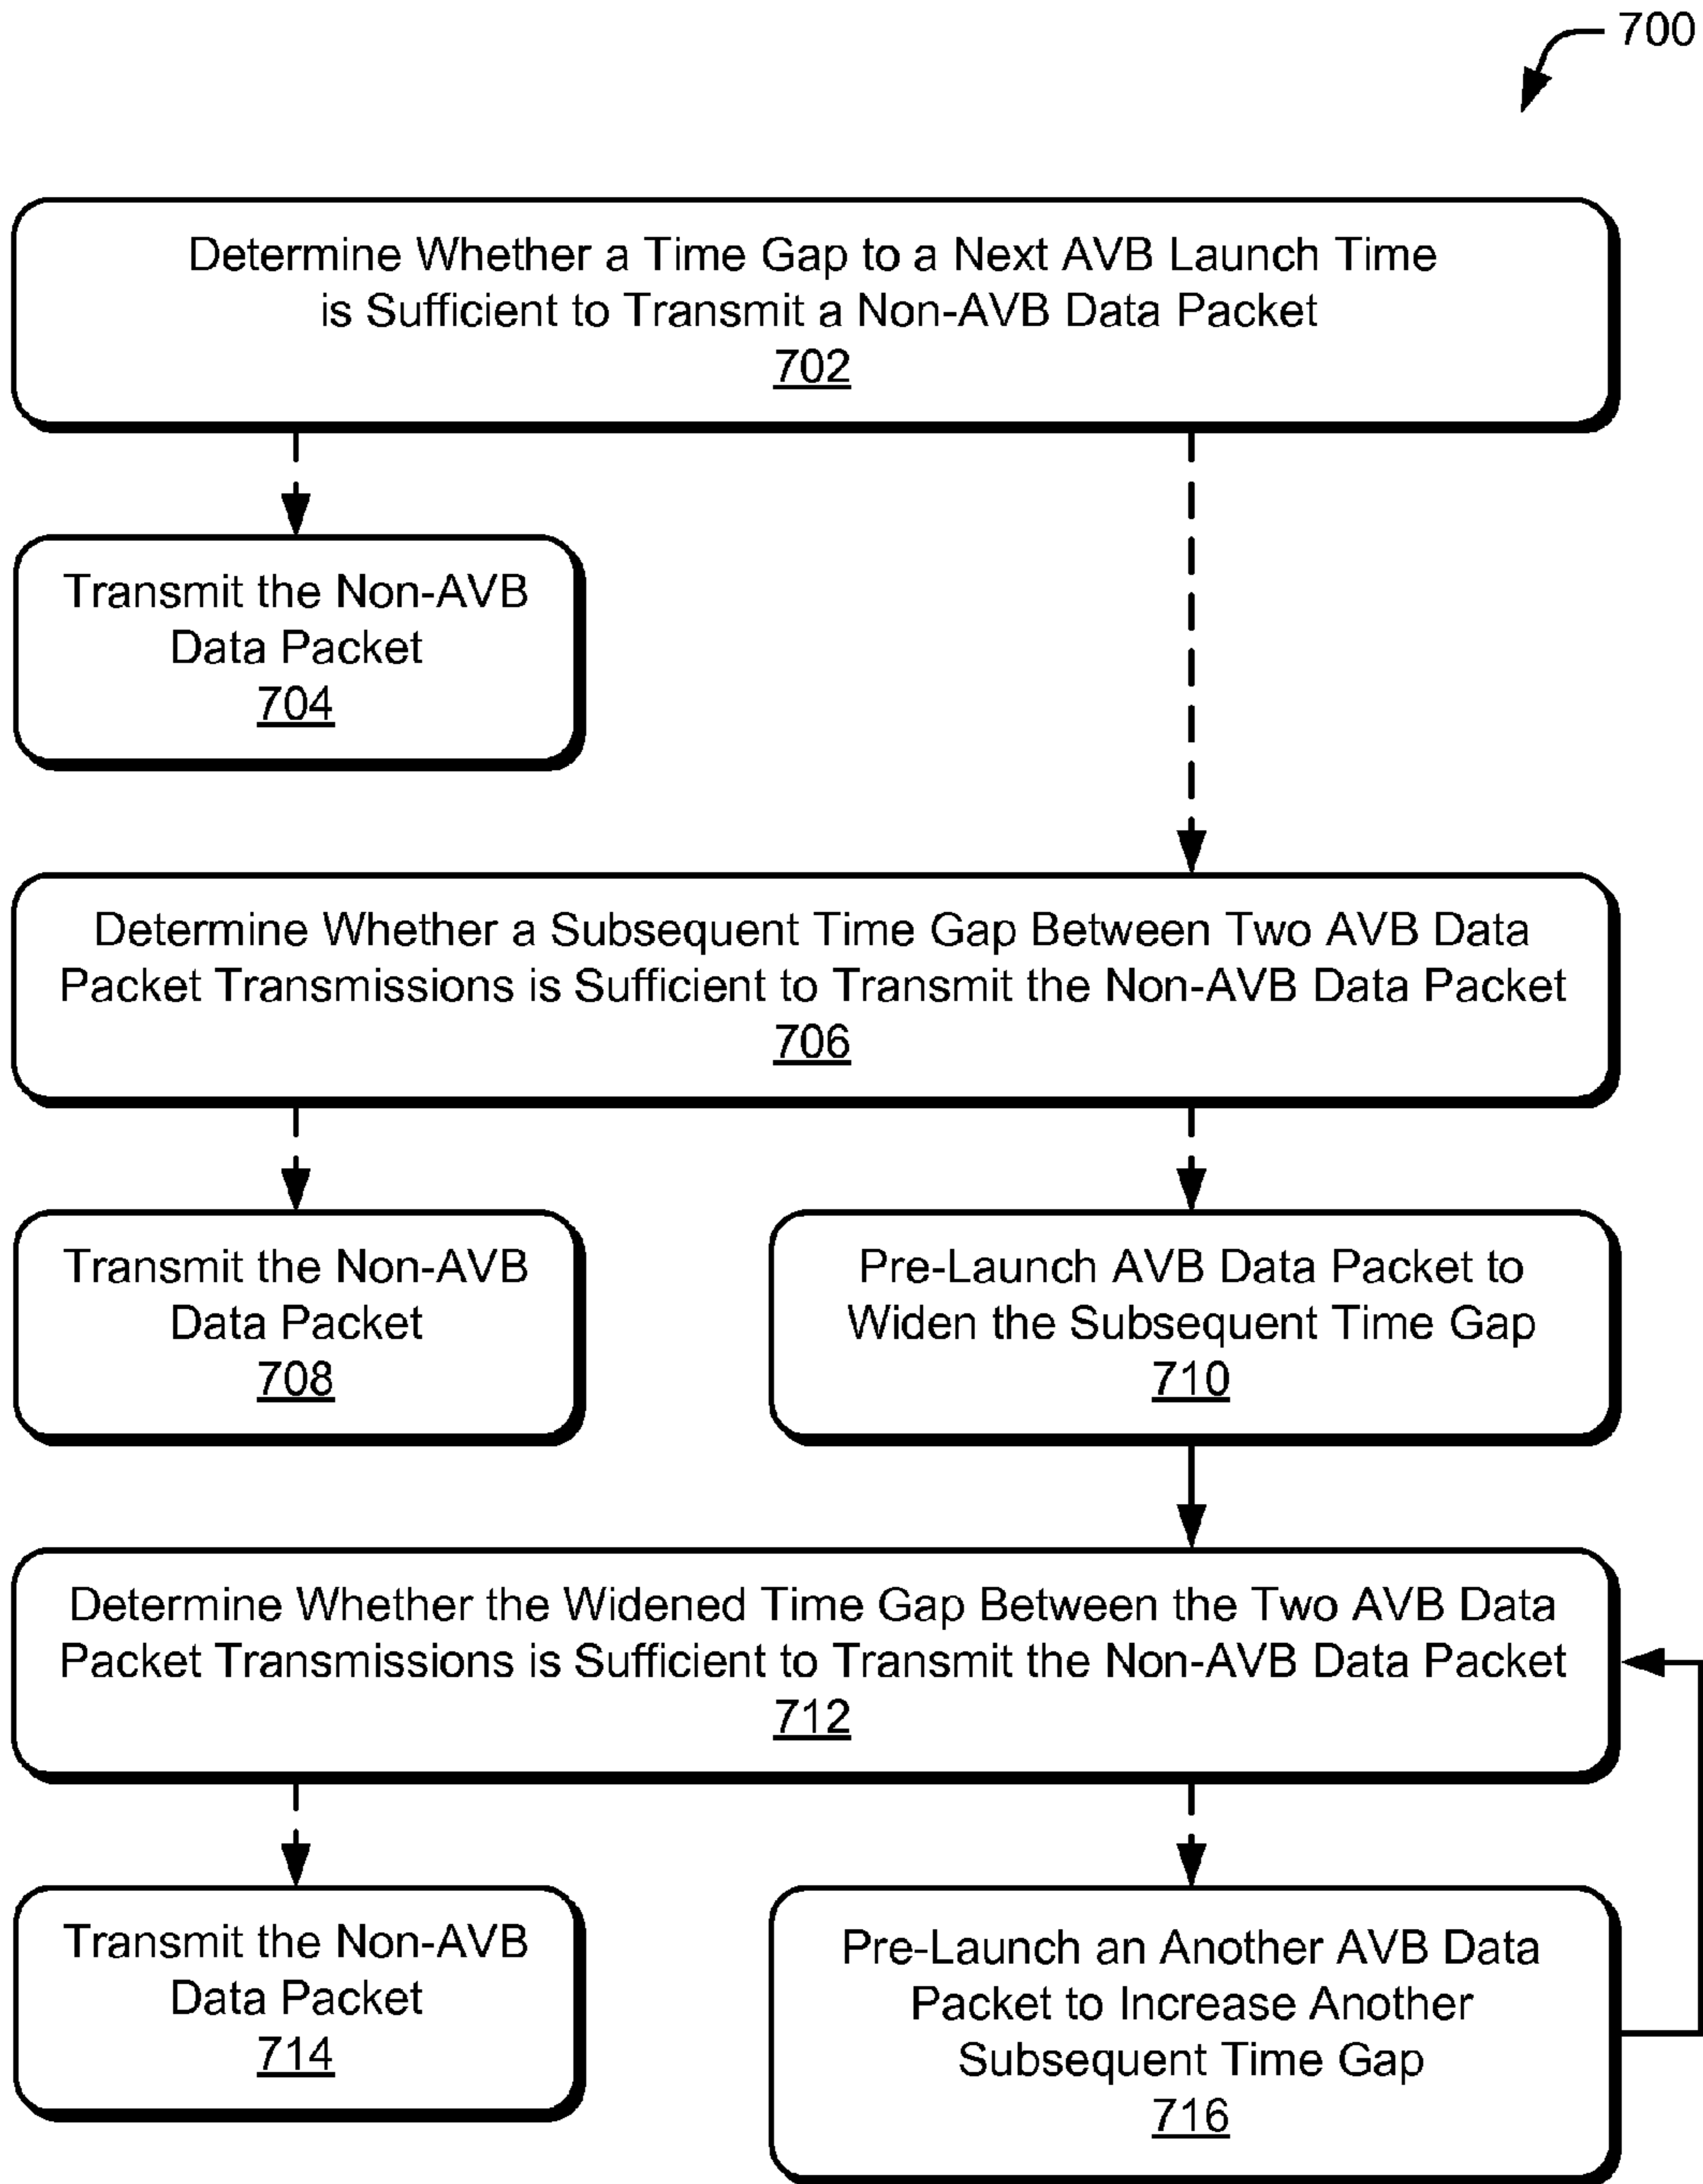 700
Determine Whether a Time Gap to a Next AVB Launch Time
is Sufficient to Transmit a Non-AVB Data Packet
702
Transmit the Non-AVB
Data Packet
704
Determine Whether a Subsequent Time Gap Between Two AVB Data
Packet Transmissions is Sufficient to Transmit the Non-AVB Data Packet
706
Transmit the Non-AVB
Data Packet
708
Pre-Launch AVB Data Packet to
Widen the Subsequent Time Gap
710
Determine Whether the Widened Time Gap Between the Two AVB Data
Packet Transmissions is Sufficient to Transmit the Non-AVB Data Packet
712
Transmit the Non-AVB
Data Packet
714
Pre-Launch an Another AVB Data
Packet to Increase Another
Subsequent Time Gap
716